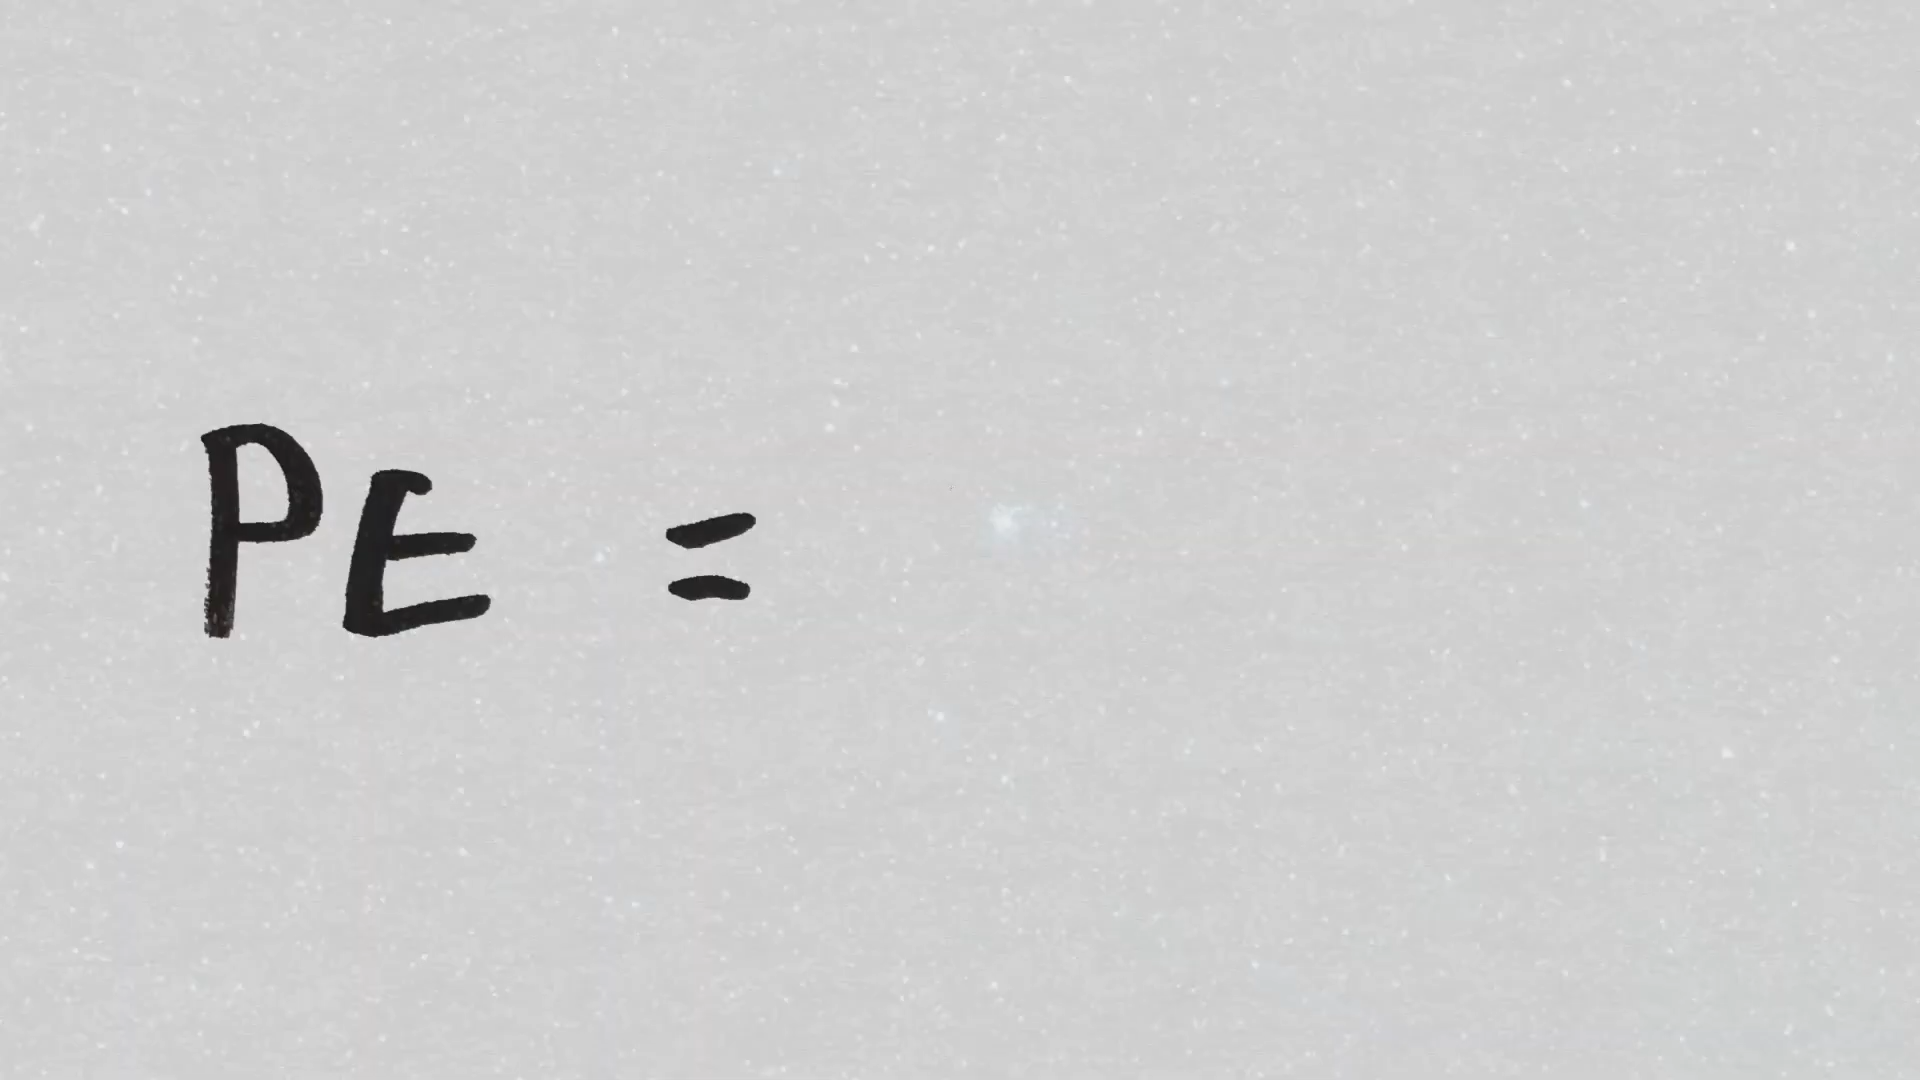 PE =